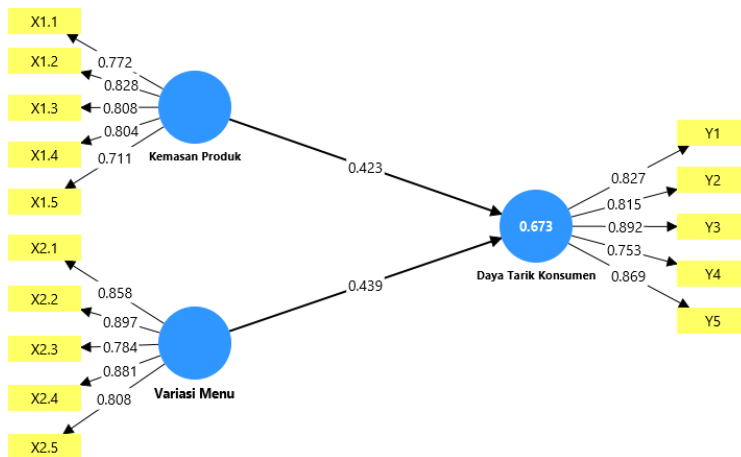 X1.1
X1.2
X1.3
X1.4
X1.5
0.772
0.828
0.808
0.804
0.711
Kemasan Produk
0.423
X2.1
X2.2
X2.3
X2.4
X2.5
0.858
0.897
0.784
0.881
0.808
Variasi Menu
0.439
0.673
Daya Tarik Konsumen
0.827
0.815
0.892
0.753
0.869
Y1
Y2
Y3
Y4
Y5